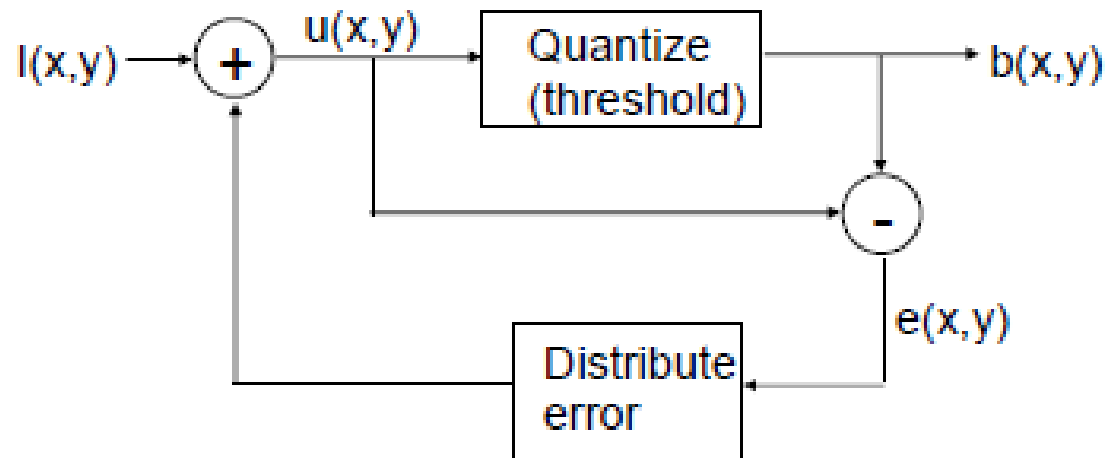 I(x,y)
+
u(x,y)
Quantize
(threshold)
b(x,y)
-
e(x,y)
Distribute
error